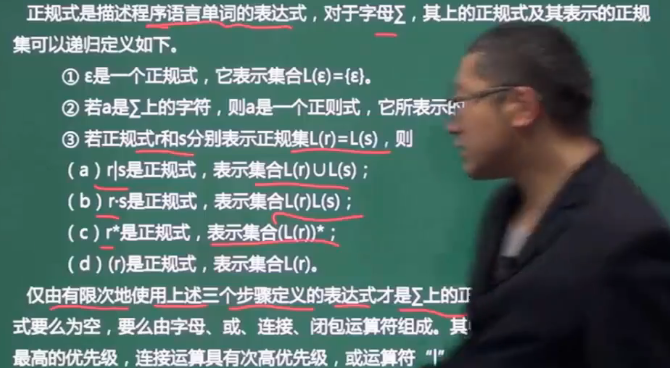 正规式是描述程序语言单词的表达式，对于字母∑，其上的正规式及其表示的正规
集可以递归定义如下。
① ε是一个正规式，它表示集合L(ε)={ε}。
② 若a是∑上的字符，则a是一个正则式，它所表示的
③ 若正规式r和s分别表示正规集L(r)=L(s)，则
（a）r|s是正规式，表示集合L(r)∪L(s)；
（b）r·s是正规式，表示集合L(r)L(s)；
（c）r*是正规式，表示集合(L(r))*；
（d）(r)是正规式，表示集合L(r)。
仅由有限次地使用上述三个步骤定义的表达式才是∑上的正
式要么为空，要么由字母、或、连接、闭包运算符组成。其
最高的优先级，连接运算具有次高优先级，或运算符“|”